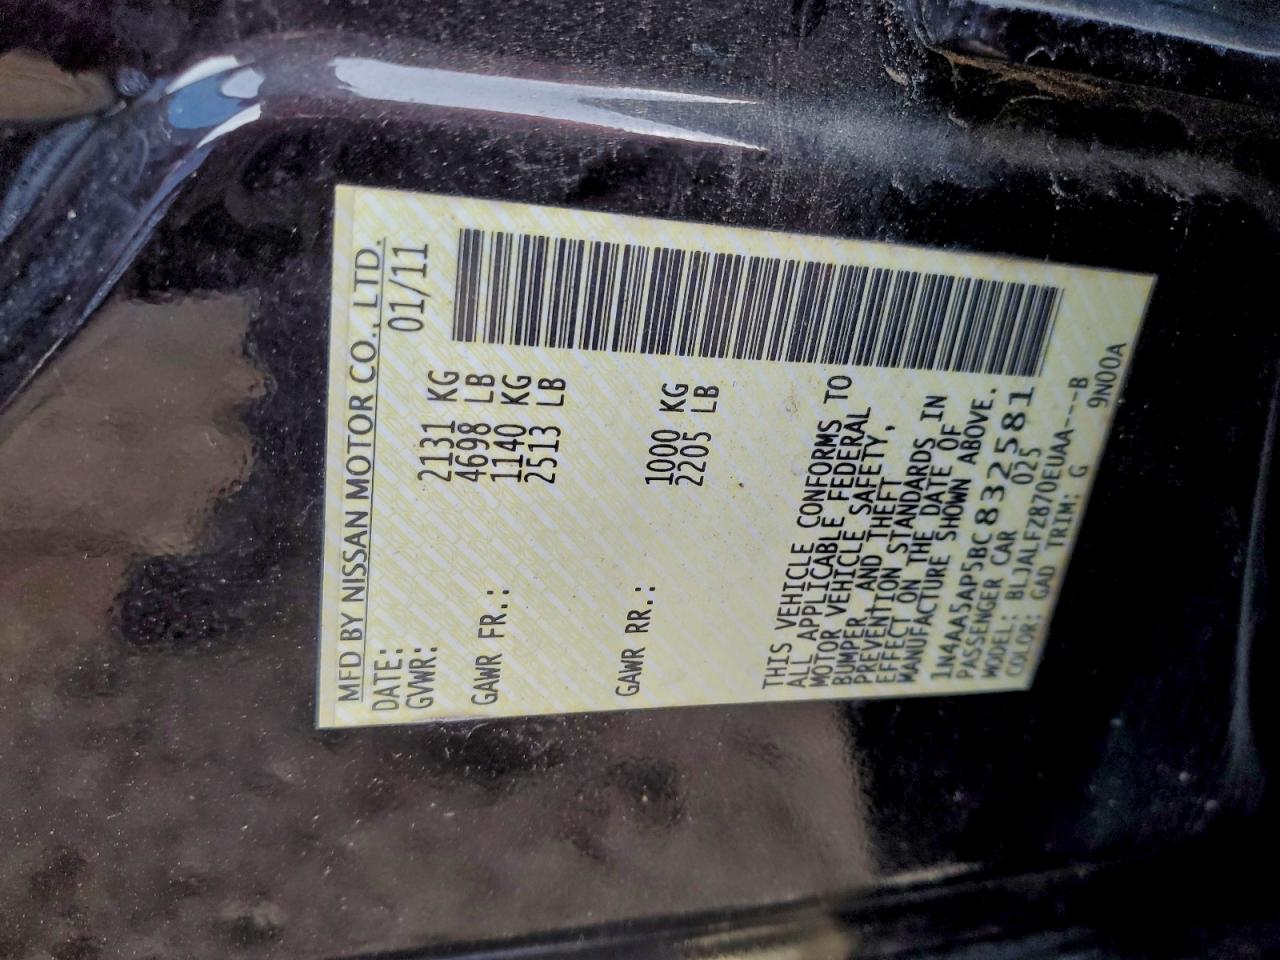 MFD BY NISSAN MOTOR CO., LTD.
DATE: 01/11
GVWR: 2131 KG
4698 LB
GAWR FR.: 1140 KG
2513 LB
GAWR RR.: 1000 KG
2205 LB
THIS VEHICLE CONFORMS TO
ALL APPLICABLE FEDERAL
MOTOR VEHICLE SAFETY,
BUMPER AND THEFT
PREVENTION STANDARDS IN
EFFECT ON THE DATE OF
MANUFACTURE SHOWN ABOVE.
1N4AA5AP5BC832581
PASSENGER CAR 025
MODEL: BLJALFZ870EUAA----B
COLOR: GAD TRIM: G 9N00A